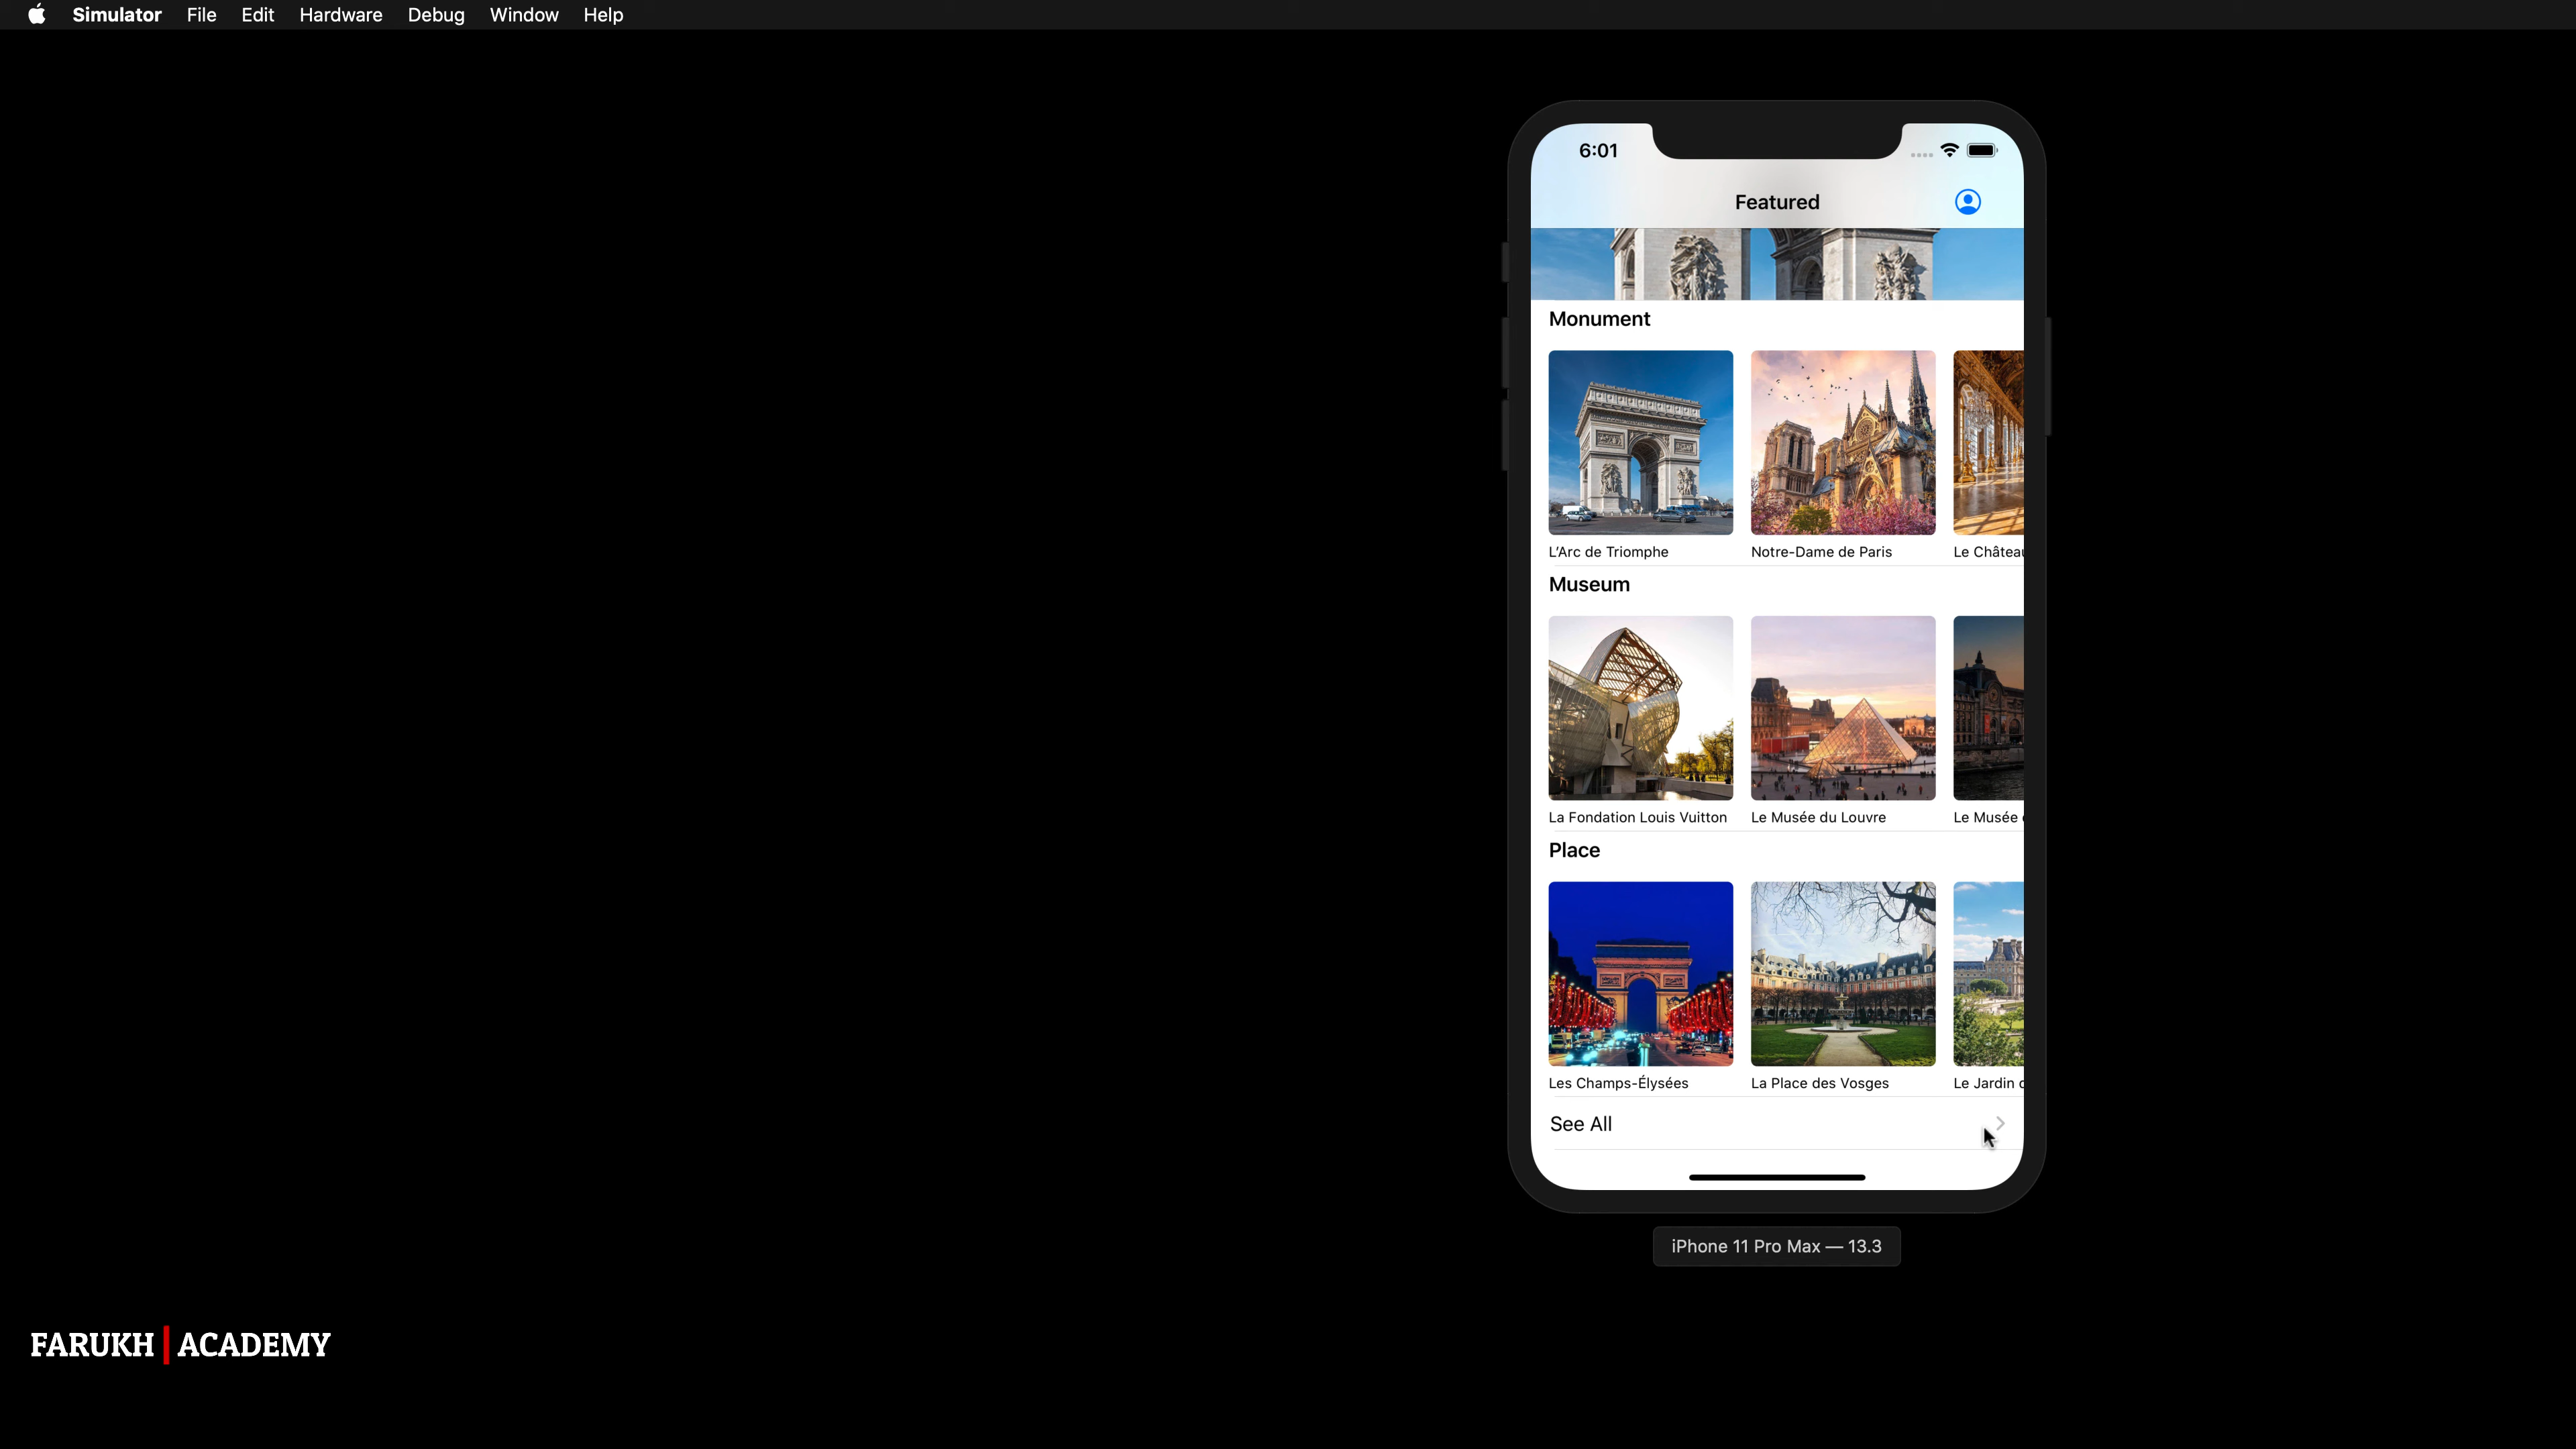 Simulator File Edit Hardware Debug Window Help
6:01
Featured
Monument
L'Arc de Triomphe Notre-Dame de Paris Le Château
Museum
La Fondation Louis Vuitton Le Musée du Louvre Le Musée
Place
Les Champs-Élysées La Place des Vosges Le Jardin
See All
iPhone 11 Pro Max — 13.3
FARUKH | ACADEMY